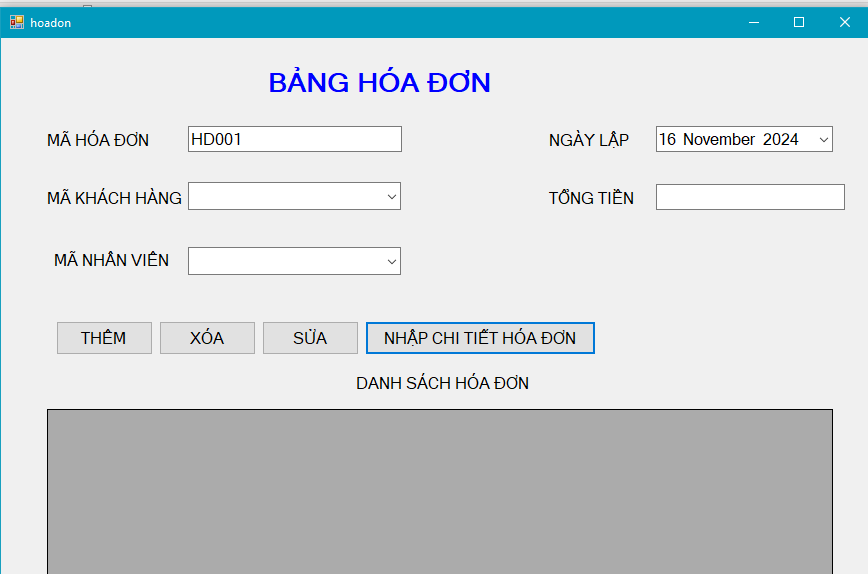 hoadon
BẢNG HÓA ĐƠN
MÃ HÓA ĐƠN HD001 NGÀY LẬP 16 November 2024
MÃ KHÁCH HÀNG TỔNG TIỀN
MÃ NHÂN VIÊN
THÊM XÓA SỬA NHẬP CHI TIẾT HÓA ĐƠN
DANH SÁCH HÓA ĐƠN